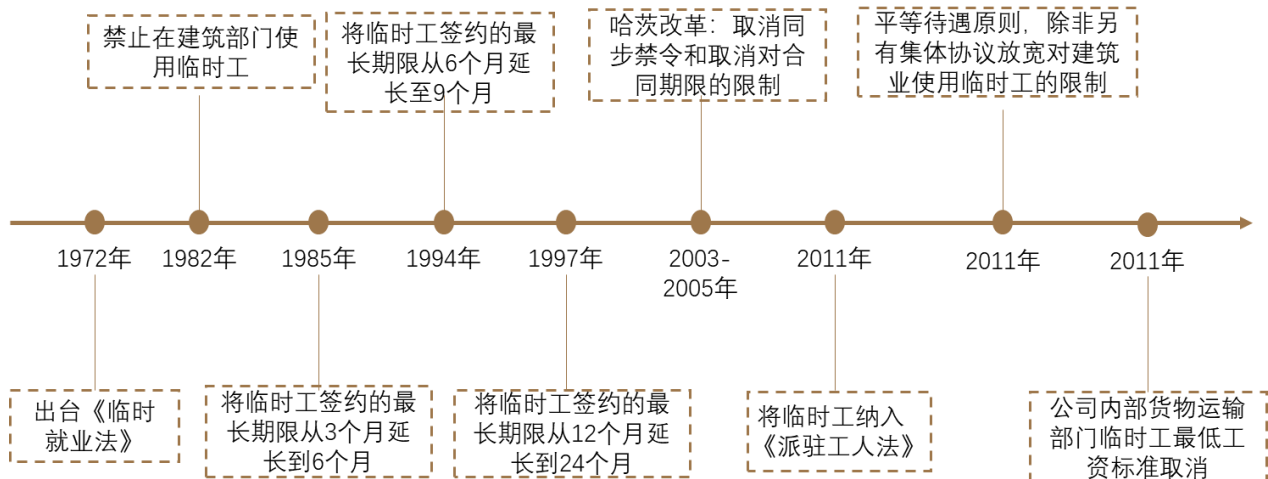 禁止在建筑部门使
用临时工
将临时工签约的最
长期限从6个月延
长至9个月
哈茨改革：取消同
步禁令和取消对合
同期限的限制
平等待遇原则，除非另
有集体协议放宽对建筑
业使用临时工的限制
1972年
1982年
1985年
1994年
1997年
2003-
2005年
2011年
2011年
2011年
出台《临时
就业法》
将临时工签约的最
长期限从3个月延
长到6个月
将临时工签约的最
长期限从12个月延
长到24个月
将临时工纳入
《派驻工人法》
公司内部货物运输
部门临时工最低工
资标准取消